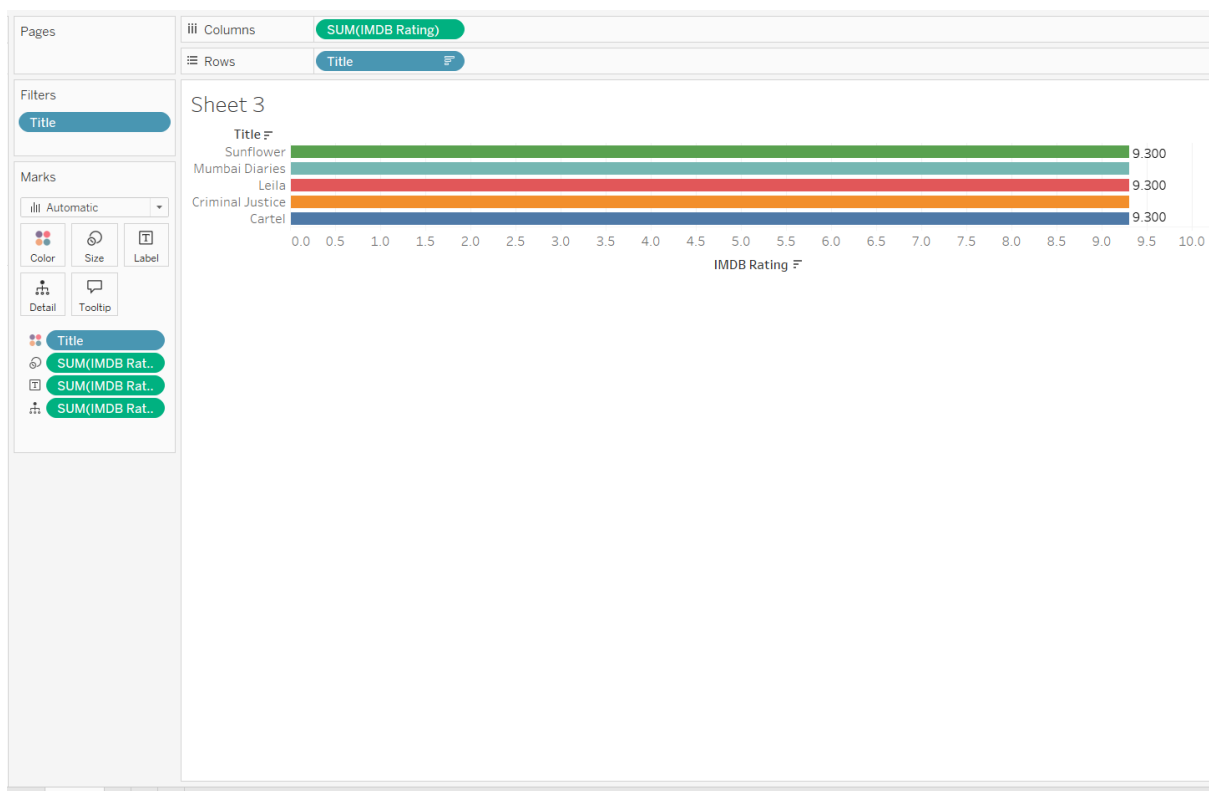 Pages
Columns
SUM(IMDB Rating)
Rows
Title
Filters
Title
Marks
Automatic
Color
Size
Label
Detail
Tooltip
Title
SUM(IMDB Rat..
SUM(IMDB Rat..
SUM(IMDB Rat..
Sheet 3
Title
Sunflower 9.300
Mumbai Diaries
Leila 9.300
Criminal Justice
Cartel 9.300
0.0 0.5 1.0 1.5 2.0 2.5 3.0 3.5 4.0 4.5 5.0 5.5 6.0 6.5 7.0 7.5 8.0 8.5 9.0 9.5 10.0
IMDB Rating